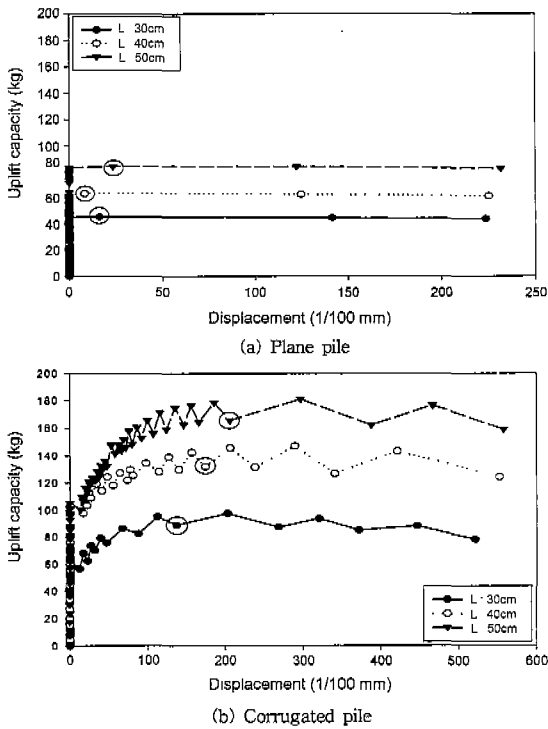 200
180
160
140
120
100
80
60
40
20
0
Uplift capacity (kg)
L 30cm
L 40cm
L 50cm
0 50 100 150 200 250
Displacement (1/100 mm)
(a) Plane pile
200
180
160
140
120
100
80
60
40
20
0
Uplift capacity (kg)
L 30cm
L 40cm
L 50cm
0 100 200 300 400 500 600
Displacement (1/100 mm)
(b) Corrugated pile